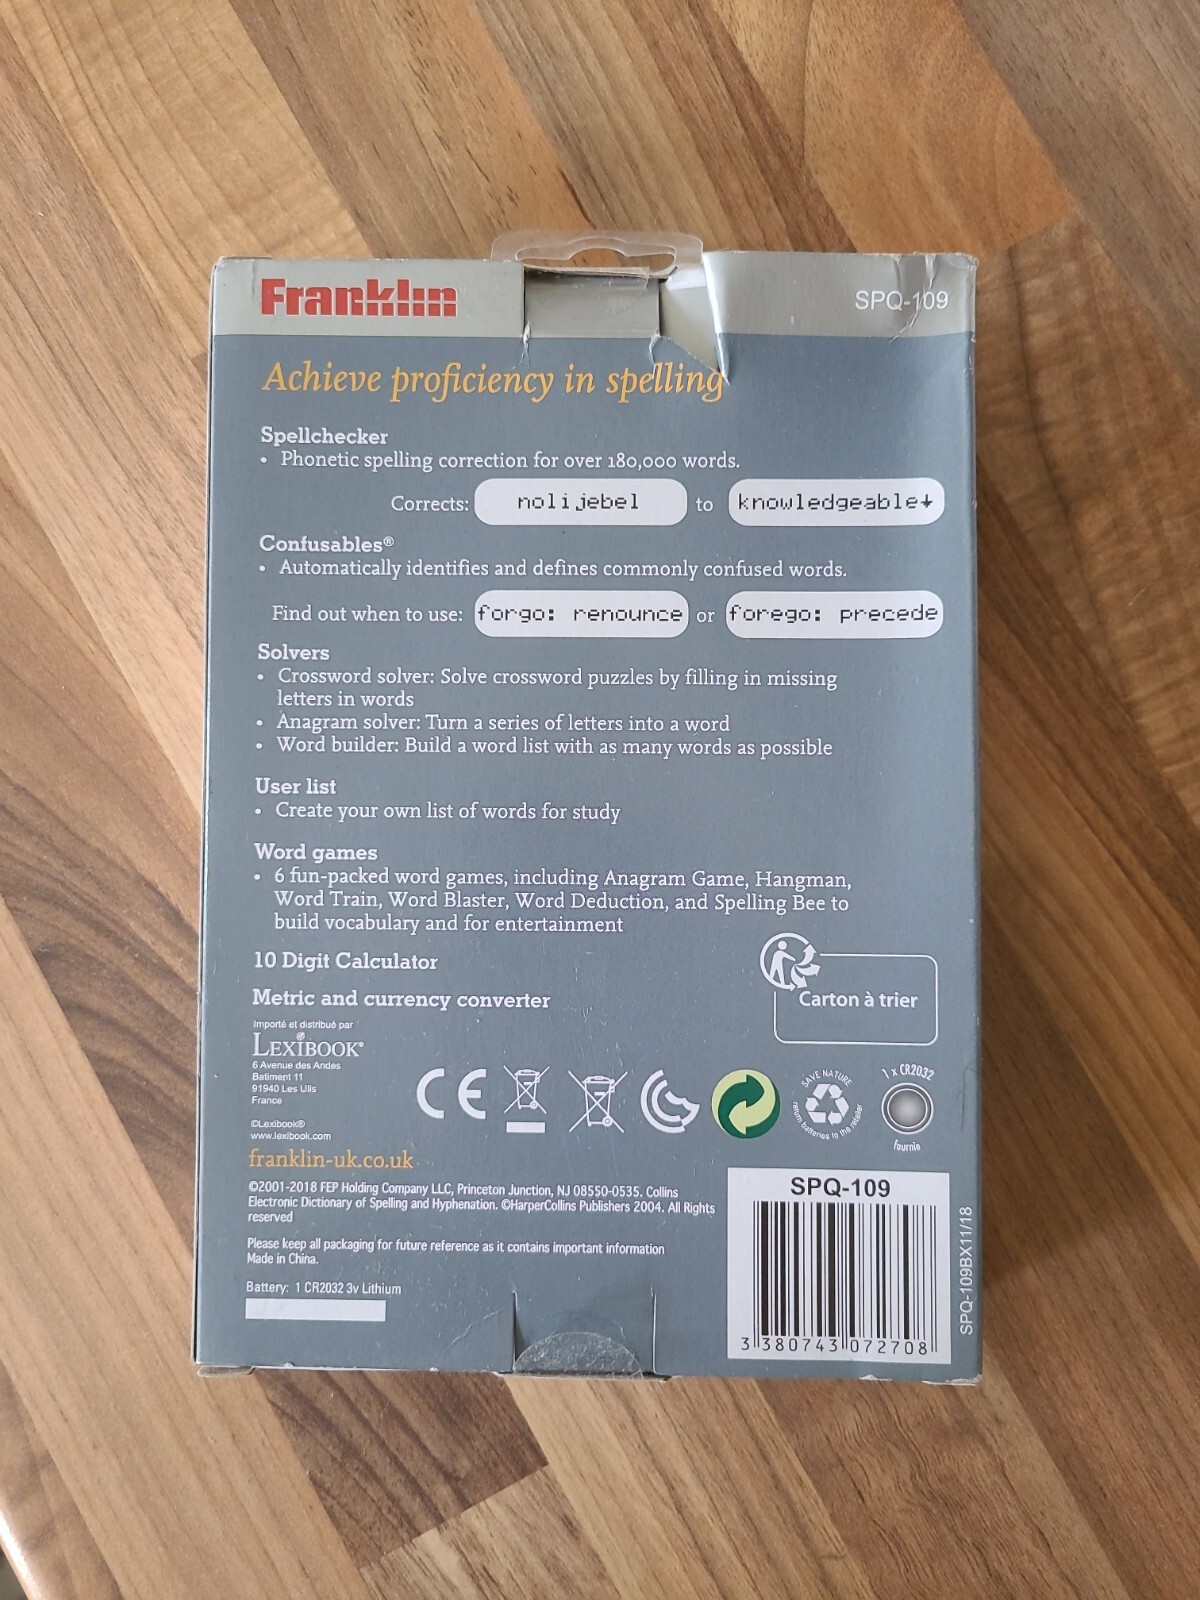 Franklin
SPQ-109
Achieve proficiency in spelling
Spellchecker
• Phonetic spelling correction for over 180,000 words.
Corrects: nolijebel to knowledgeable↓
Confusables®
• Automatically identifies and defines commonly confused words.
Find out when to use: forgo: renounce or forego: precede
Solvers
• Crossword solver: Solve crossword puzzles by filling in missing
letters in words
• Anagram solver: Turn a series of letters into a word
• Word builder: Build a word list with as many words as possible
User list
• Create your own list of words for study
Word games
• 6 fun-packed word games, including Anagram Game, Hangman,
Word Train, Word Blaster, Word Deduction, and Spelling Bee to
build vocabulary and for entertainment
10 Digit Calculator
Metric and currency converter
Carton à trier
Importé et distribué par
LEXIBOOK®
6 Avenue des Andes
Batiment 11
91940 Les Ulis
France
©Lexibook®
www.lexibook.com
CE
SAVE NATURE
return batteries to the retailer
1 x CR2032
fournie
franklin-uk.co.uk
©2001-2018 FEP Holding Company LLC, Princeton Junction, NJ 08550-0535. Collins
Electronic Dictionary of Spelling and Hyphenation. ©HarperCollins Publishers 2004. All Rights
reserved
Please keep all packaging for future reference as it contains important information
Made in China.
Battery: 1 CR2032 3v Lithium
SPQ-109
3 380743 072708
SPQ-109BX11/18